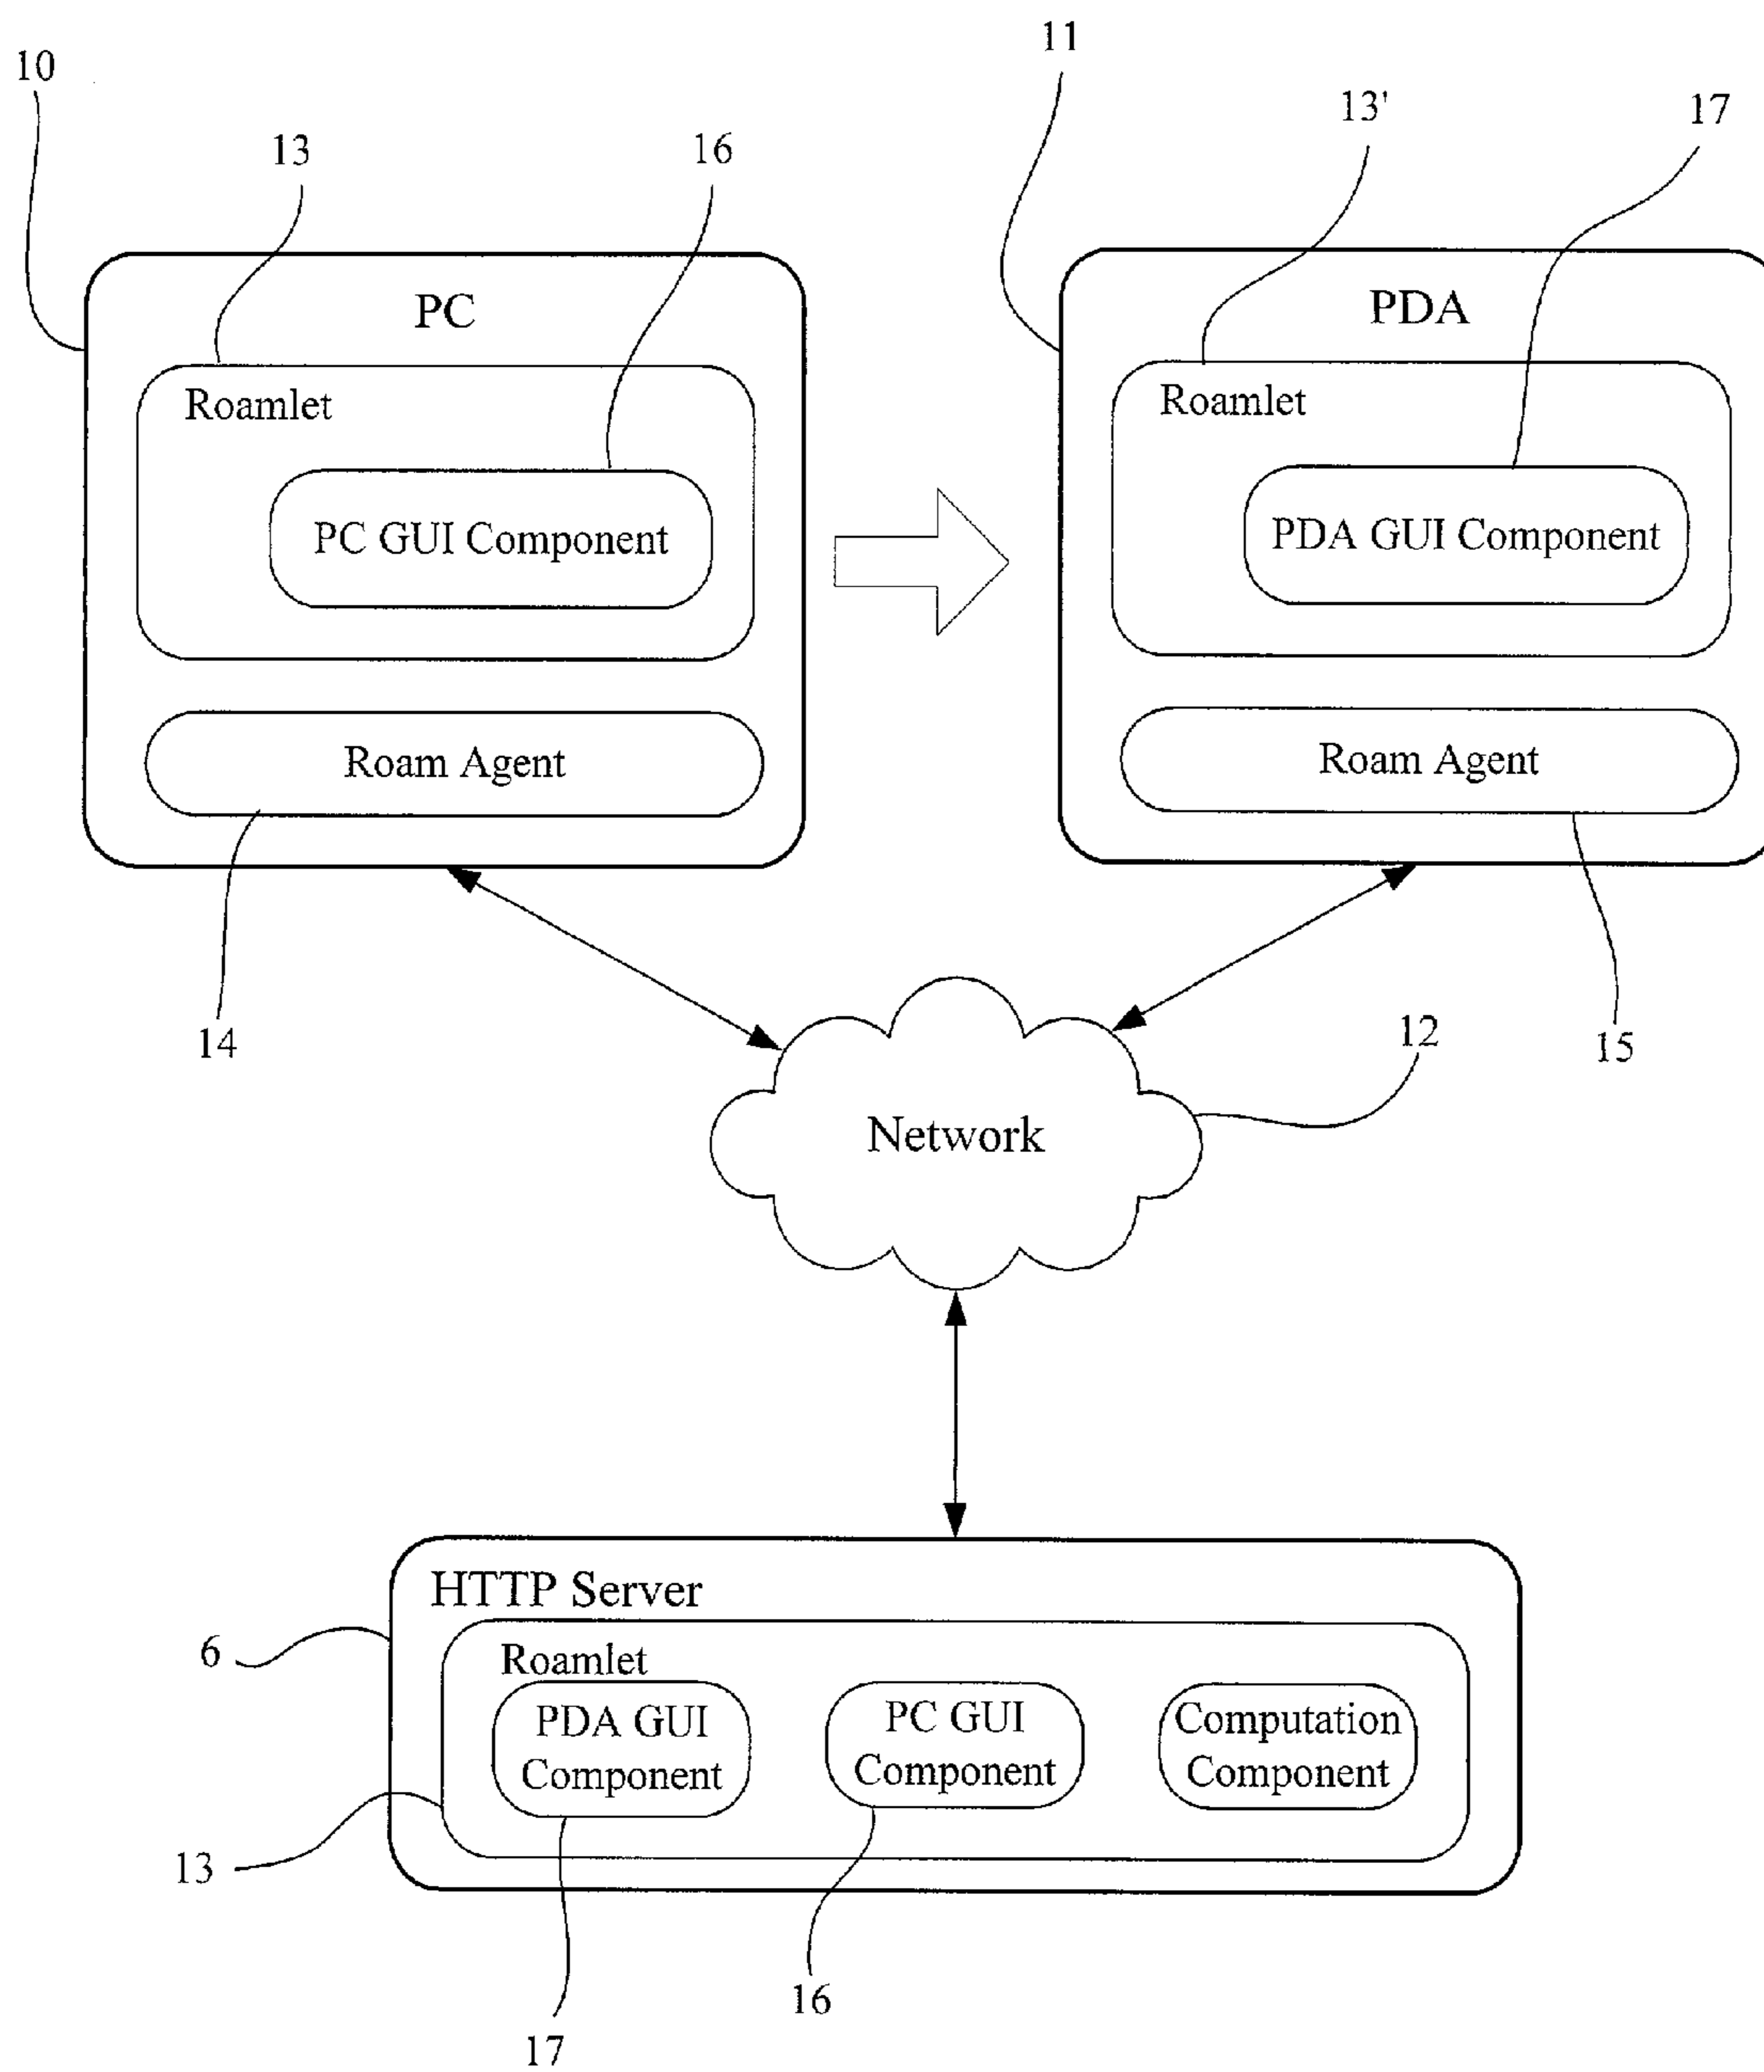 10
11
13
16
13'
17
PC
PDA
Roamlet
Roamlet
PC GUI Component
PDA GUI Component
Roam Agent
Roam Agent
14
15
12
Network
HTTP Server
6
Roamlet
PDA GUI
Component
PC GUI
Component
Computation
Component
13
16
17